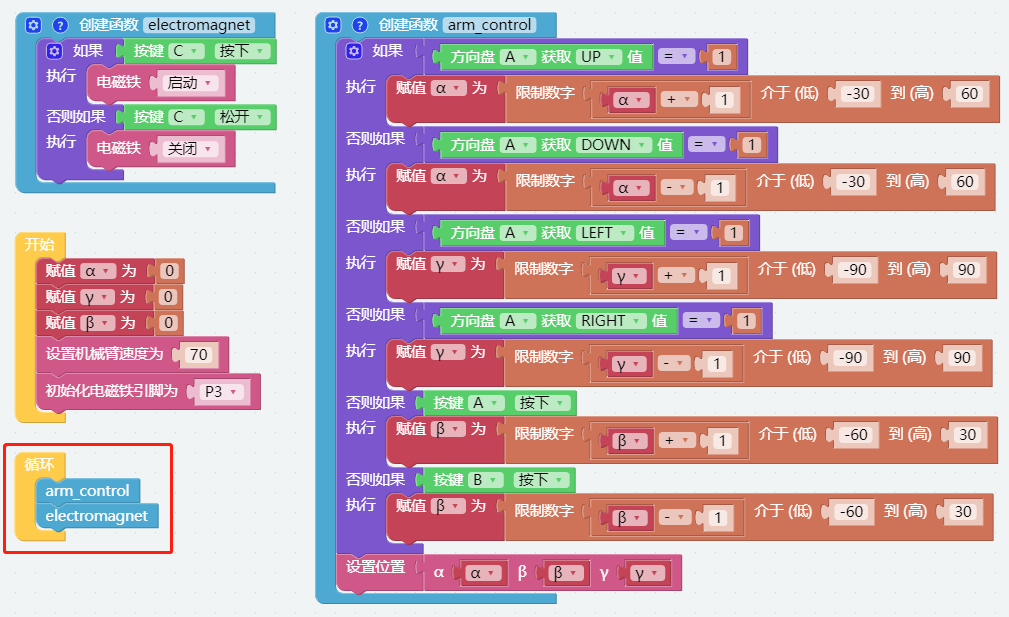 创建函数 electromagnet
如果 按键 C 按下
执行 电磁铁 启动
否则如果 按键 C 松开
执行 电磁铁 关闭
开始
赋值 α 为 0
赋值 γ 为 0
赋值 β 为 0
设置机械臂速度为 70
初始化电磁铁引脚为 P3
循环
arm_control
electromagnet
创建函数 arm_control
如果 方向盘 A 获取 UP 值 = 1
执行 赋值 α 为 限制数字 α + 1 介于 (低) -30 到 (高) 60
否则如果 方向盘 A 获取 DOWN 值 = 1
执行 赋值 α 为 限制数字 α - 1 介于 (低) -30 到 (高) 60
否则如果 方向盘 A 获取 LEFT 值 = 1
执行 赋值 γ 为 限制数字 γ + 1 介于 (低) -90 到 (高) 90
否则如果 方向盘 A 获取 RIGHT 值 = 1
执行 赋值 γ 为 限制数字 γ - 1 介于 (低) -90 到 (高) 90
否则如果 按键 A 按下
执行 赋值 β 为 限制数字 β + 1 介于 (低) -60 到 (高) 30
否则如果 按键 B 按下
执行 赋值 β 为 限制数字 β - 1 介于 (低) -60 到 (高) 30
设置位置 α α β β γ γ